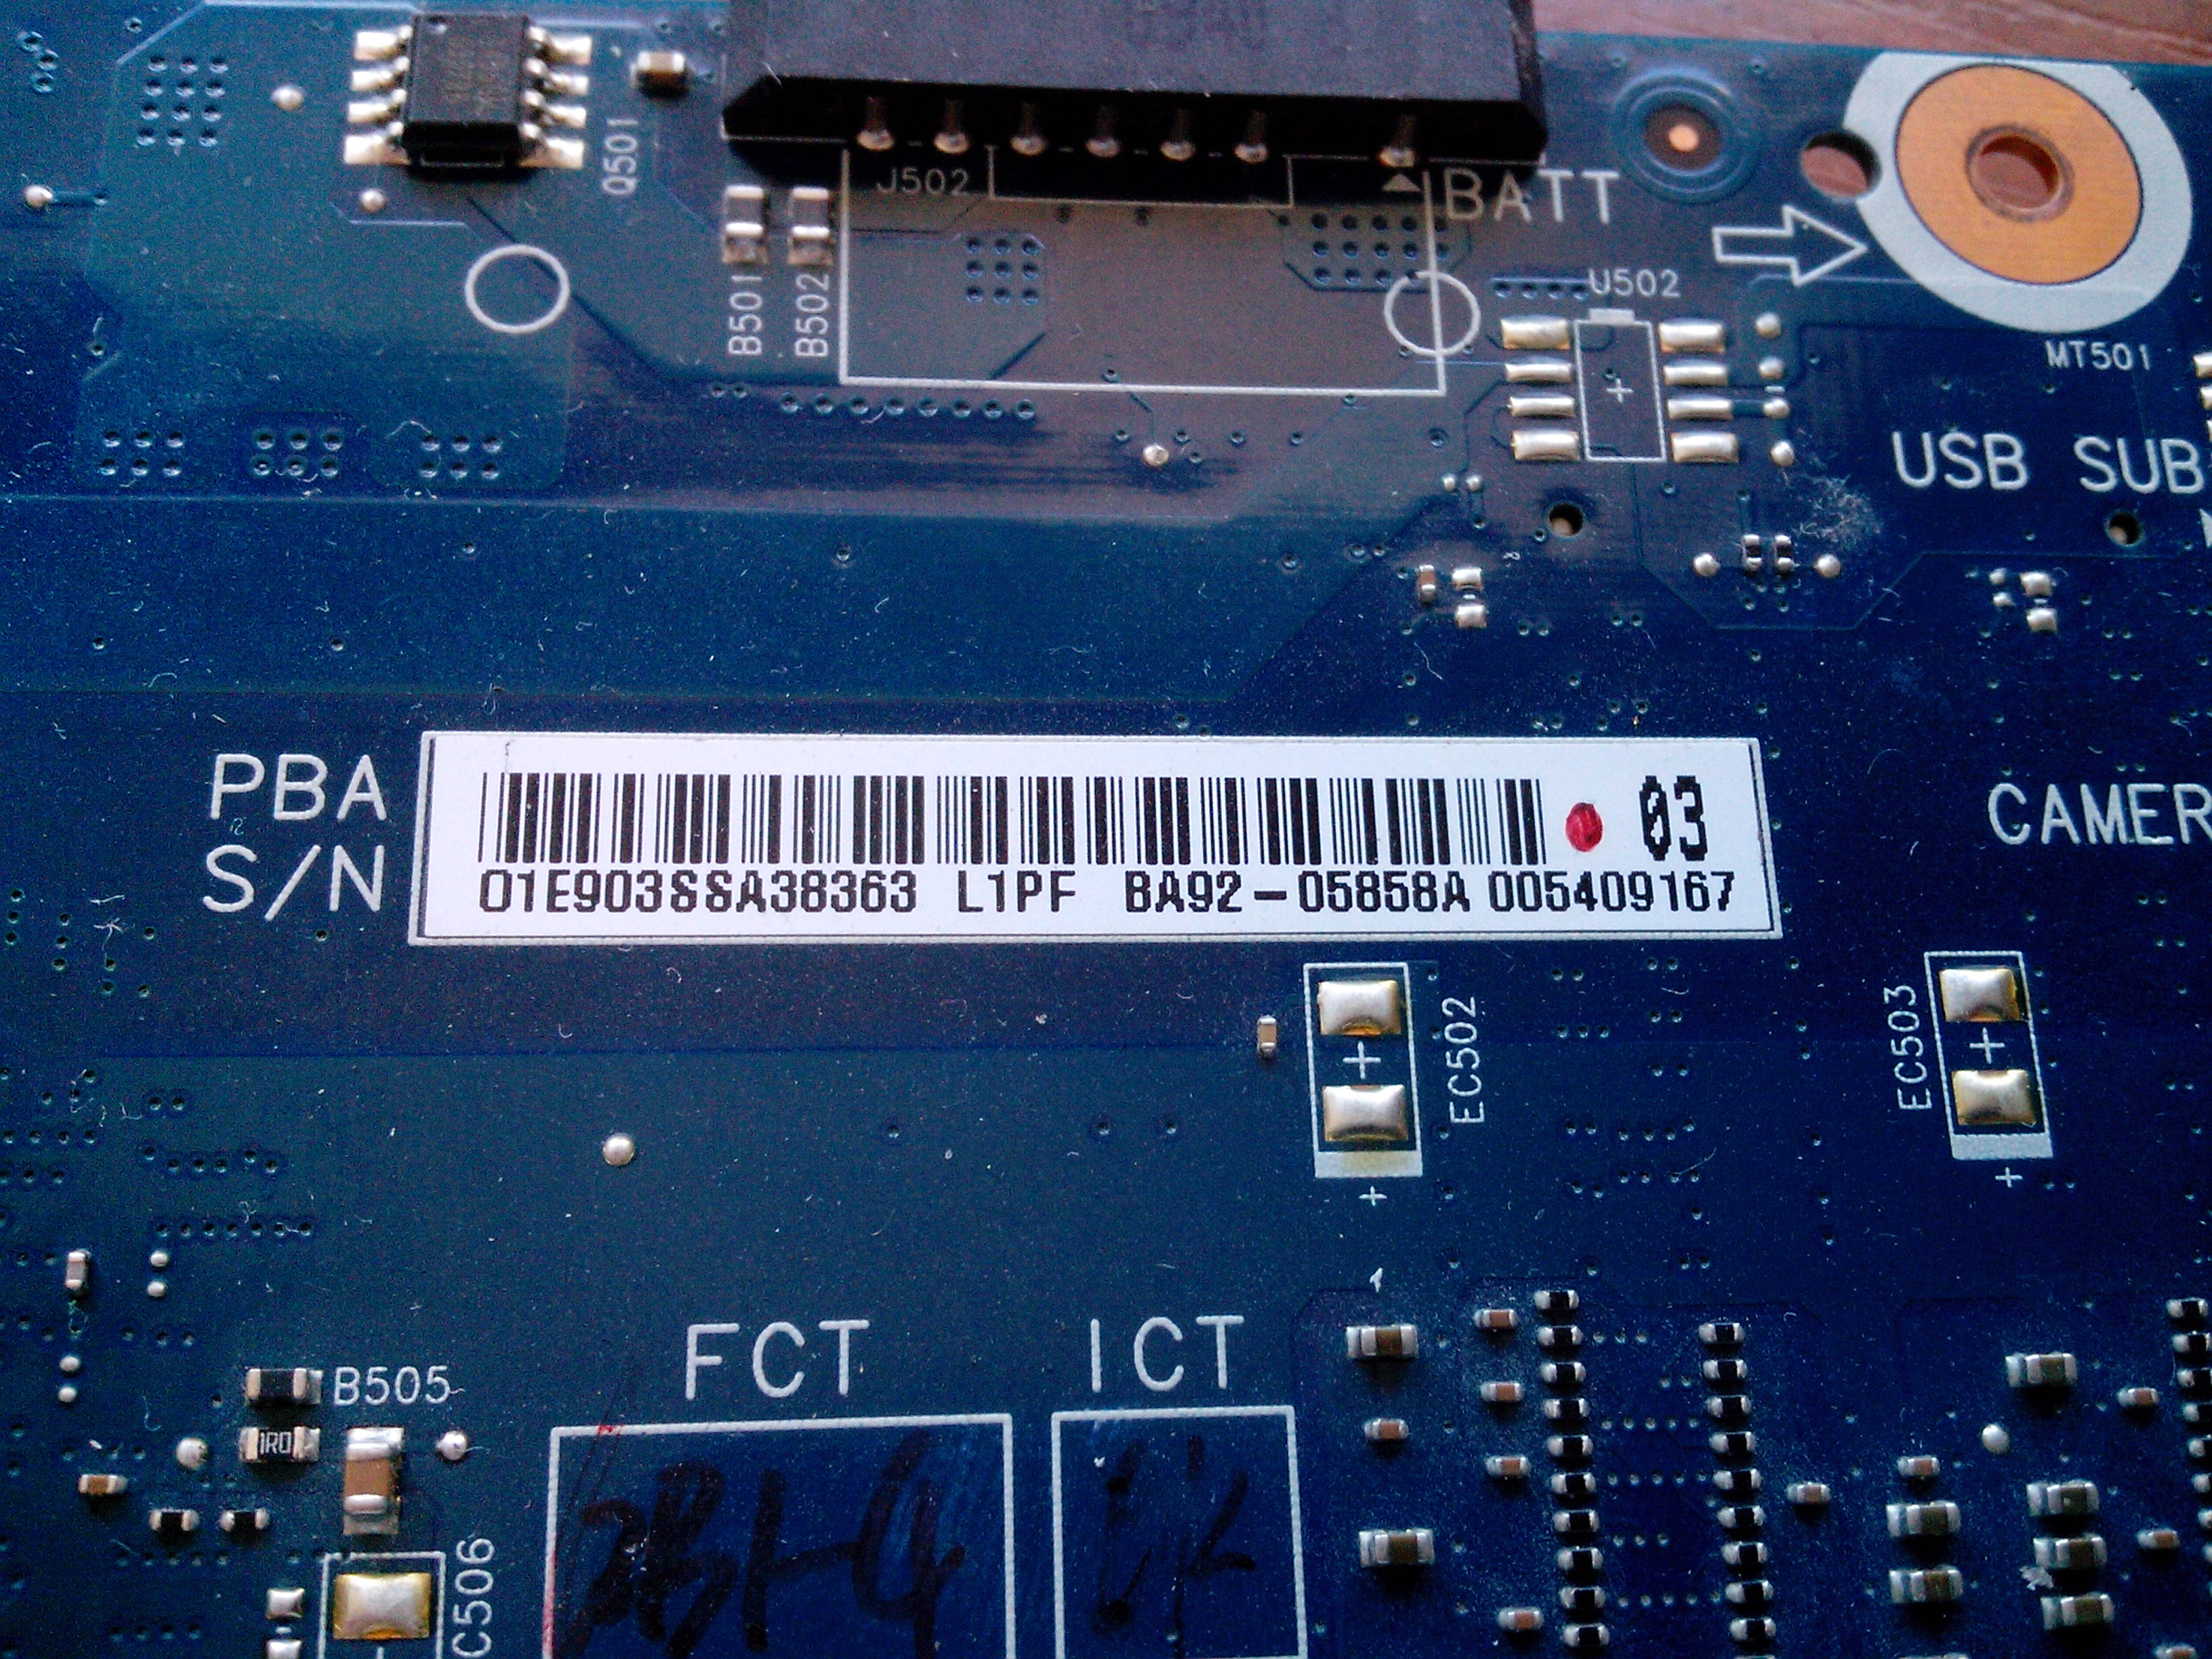 Q501
J502
BATT
B501
B502
U502
MT501
USB SUB
PBA
S/N
03
01E903SSA38363 L1PF BA92-05858A 005409167
CAMER
EC502
EC503
FCT
ICT
B505
1R0
C506